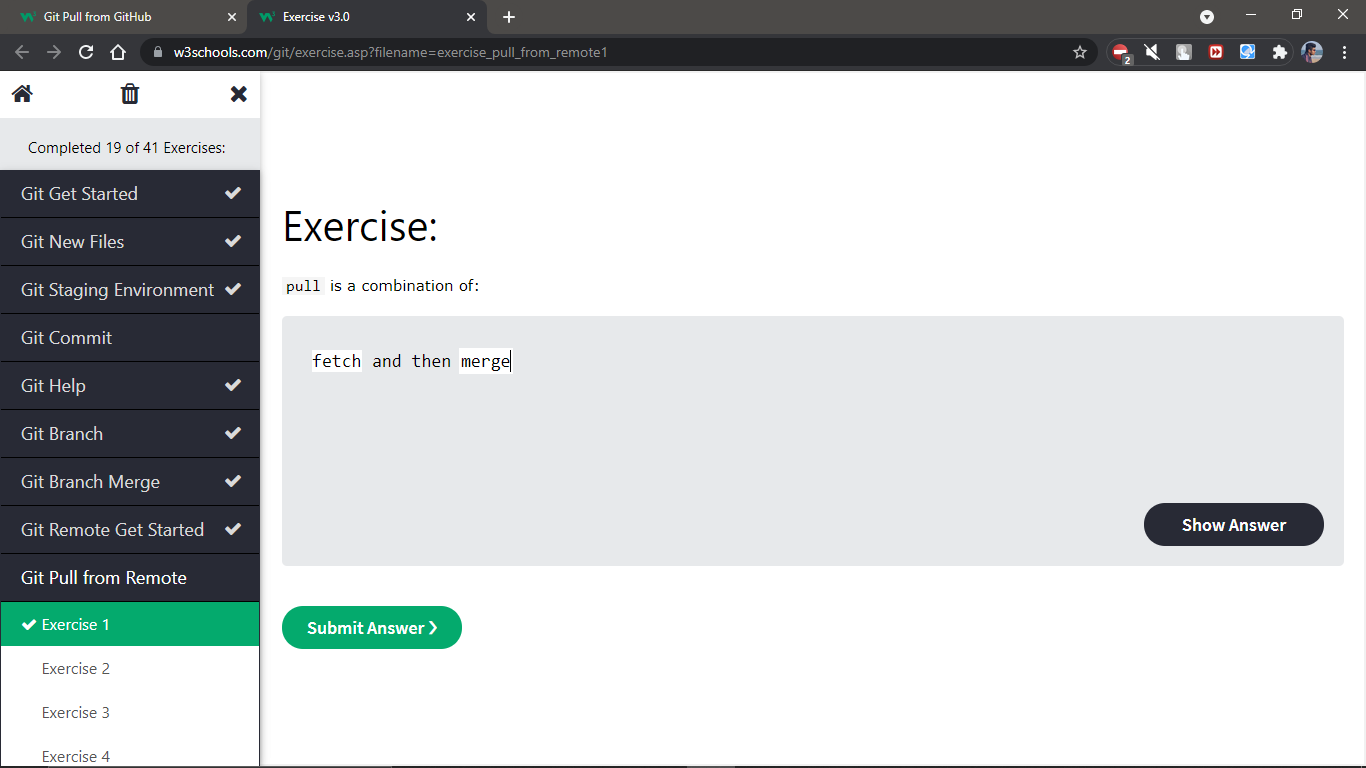 Git Pull from GitHub
Exercise v3.0
w3schools.com/git/exercise.asp?filename=exercise_pull_from_remote1
2
Completed 19 of 41 Exercises:
Git Get Started
Git New Files
Git Staging Environment
Git Commit
Git Help
Git Branch
Git Branch Merge
Git Remote Get Started
Git Pull from Remote
Exercise 1
Exercise 2
Exercise 3
Exercise 4
Exercise:
pull is a combination of:
fetch and then merge
Show Answer
Submit Answer ❯